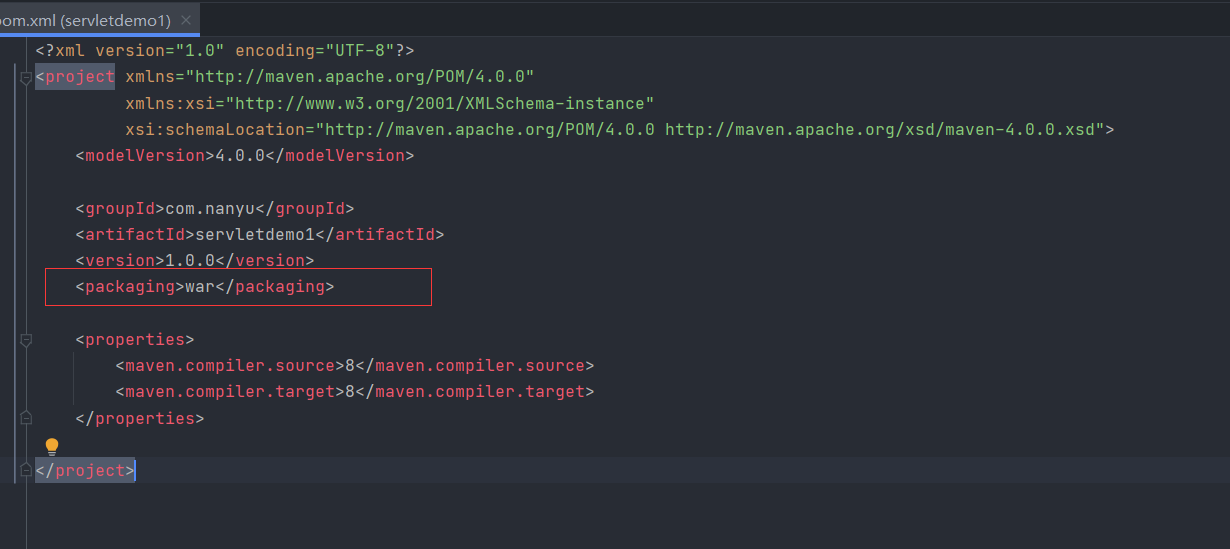 pom.xml (servletdemo1)
<?xml version="1.0" encoding="UTF-8"?>
<project xmlns="http://maven.apache.org/POM/4.0.0"
         xmlns:xsi="http://www.w3.org/2001/XMLSchema-instance"
         xsi:schemaLocation="http://maven.apache.org/POM/4.0.0 http://maven.apache.org/xsd/maven-4.0.0.xsd">
    <modelVersion>4.0.0</modelVersion>
    <groupId>com.nanyu</groupId>
    <artifactId>servletdemo1</artifactId>
    <version>1.0.0</version>
    <packaging>war</packaging>
    <properties>
        <maven.compiler.source>8</maven.compiler.source>
        <maven.compiler.target>8</maven.compiler.target>
    </properties>
</project>